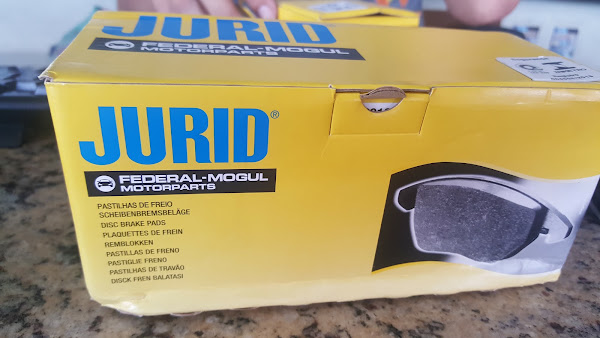 JURID
FEDERAL-MOGUL
MOTORPARTS
JURID®
FEDERAL-MOGUL
MOTORPARTS
PASTILHAS DE FREIO
SCHEIBENBREMSBELÄGE
DISC BRAKE PADS
PLAQUETTES DE FREIN
REMBLOKKEN
PASTILLAS DE FRENO
PASTIGLIE FRENO
PASTILHAS DE TRAVÃO
DISCK FREN BALATASI